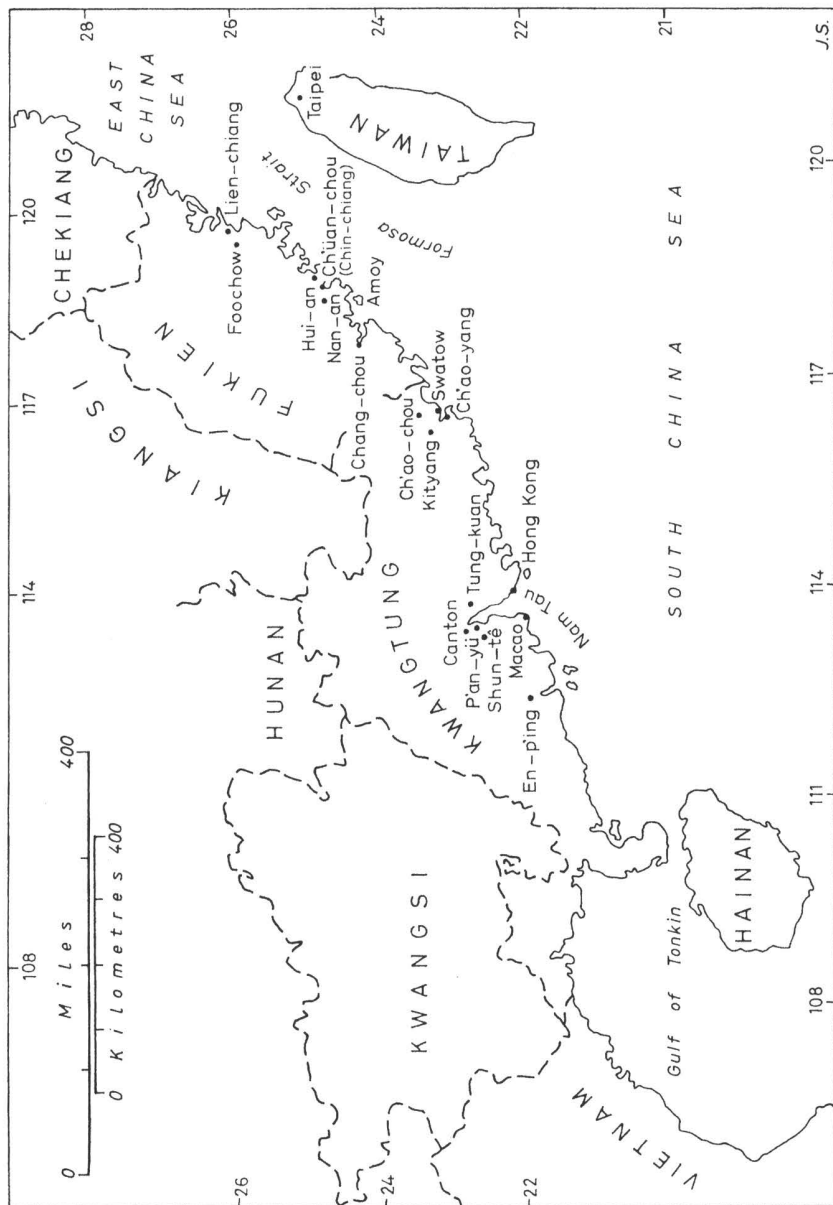 Miles
0
400
0 Kilometres 400
108
114
117
120
28
26
24
22
21
26
24
22
108
111
114
117
120
CHEKIANG
KIANGSI
FUKIEN
HUNAN
KWANGTUNG
KWANGSI
VIETNAM
HAINAN
TAIWAN
Taipei
EAST
CHINA
SEA
Formosa
Strait
SOUTH CHINA SEA
Gulf of Tonkin
Lien-chiang
Foochow
Hui-an
Ch'üan-chou
(Chin-chiang)
Nan-an
Amoy
Chang-chou
Ch'ao-chou
Kityang
Swatow
Ch'ao-yang
Canton
Tung-kuan
P'an-yü
Shun-tê
Macao
Nam Tau
Hong Kong
En-p'ing
J.S.